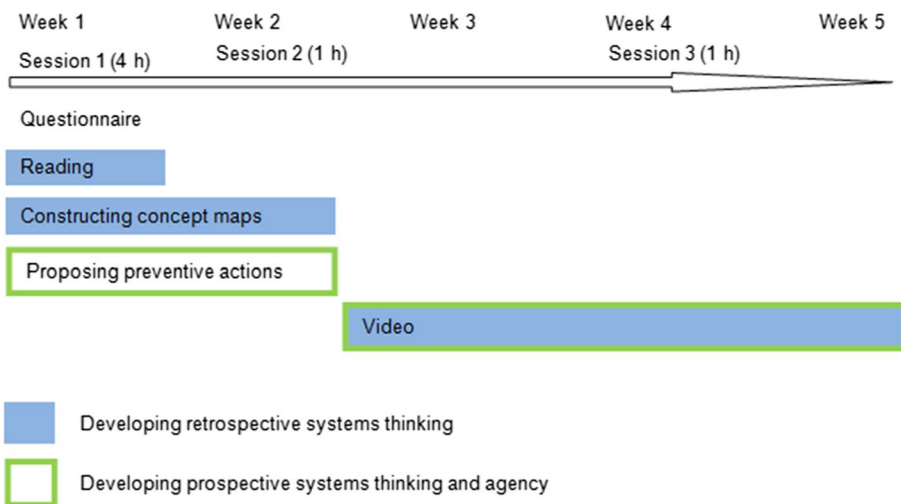 Week 1 Week 2 Week 3 Week 4 Week 5
Session 1 (4 h) Session 2 (1 h) Session 3 (1 h)
Questionnaire
Reading
Constructing concept maps
Proposing preventive actions
Video
Developing retrospective systems thinking
Developing prospective systems thinking and agency